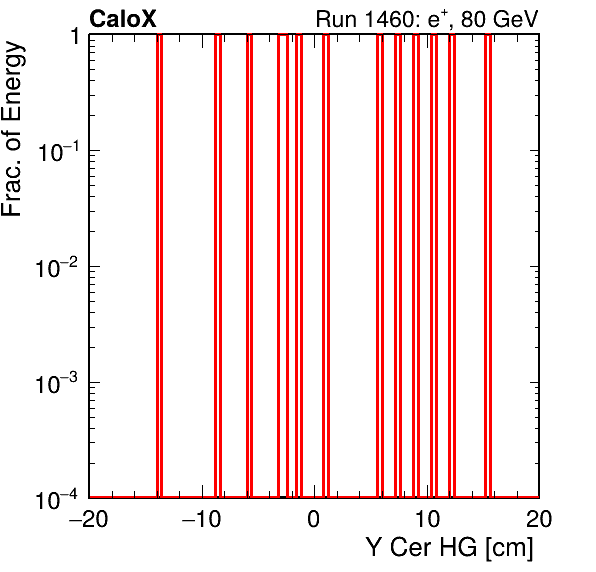 CaloX Run 1460: e⁺, 80 GeV
Frac. of Energy
1
10⁻¹
10⁻²
10⁻³
10⁻⁴
−20 −10 0 10 20
Y Cer HG [cm]